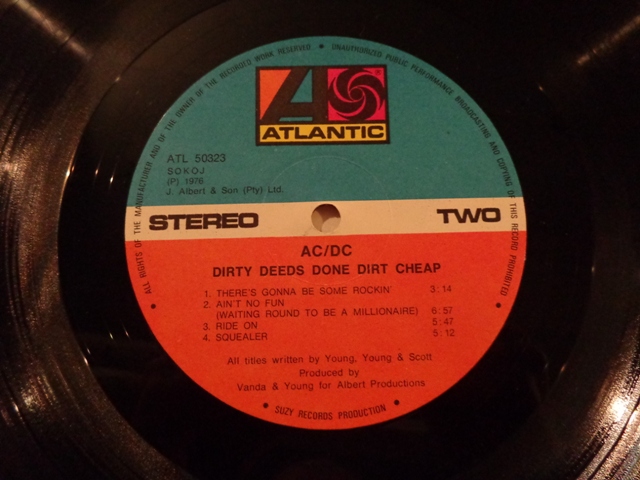 ALL RIGHTS OF THE MANUFACTURER AND OF THE OWNER OF THE RECORDED WORK RESERVED • UNAUTHORIZED PUBLIC PERFORMANCE BROADCASTING AND COPYING OF THIS RECORD PROHIBITED
ATLANTIC
ATL 50323
SOKOJ
(P) 1976
J. Albert & Son (Pty) Ltd.
STEREO TWO
AC/DC
DIRTY DEEDS DONE DIRT CHEAP
1. THERE'S GONNA BE SOME ROCKIN' 3:14
2. AIN'T NO FUN
(WAITING ROUND TO BE A MILLIONAIRE) 6:57
3. RIDE ON 5:47
4. SQUEALER 5:12
All titles written by Young, Young & Scott
Produced by
Vanda & Young for Albert Productions
• SUZY RECORDS PRODUCTION •